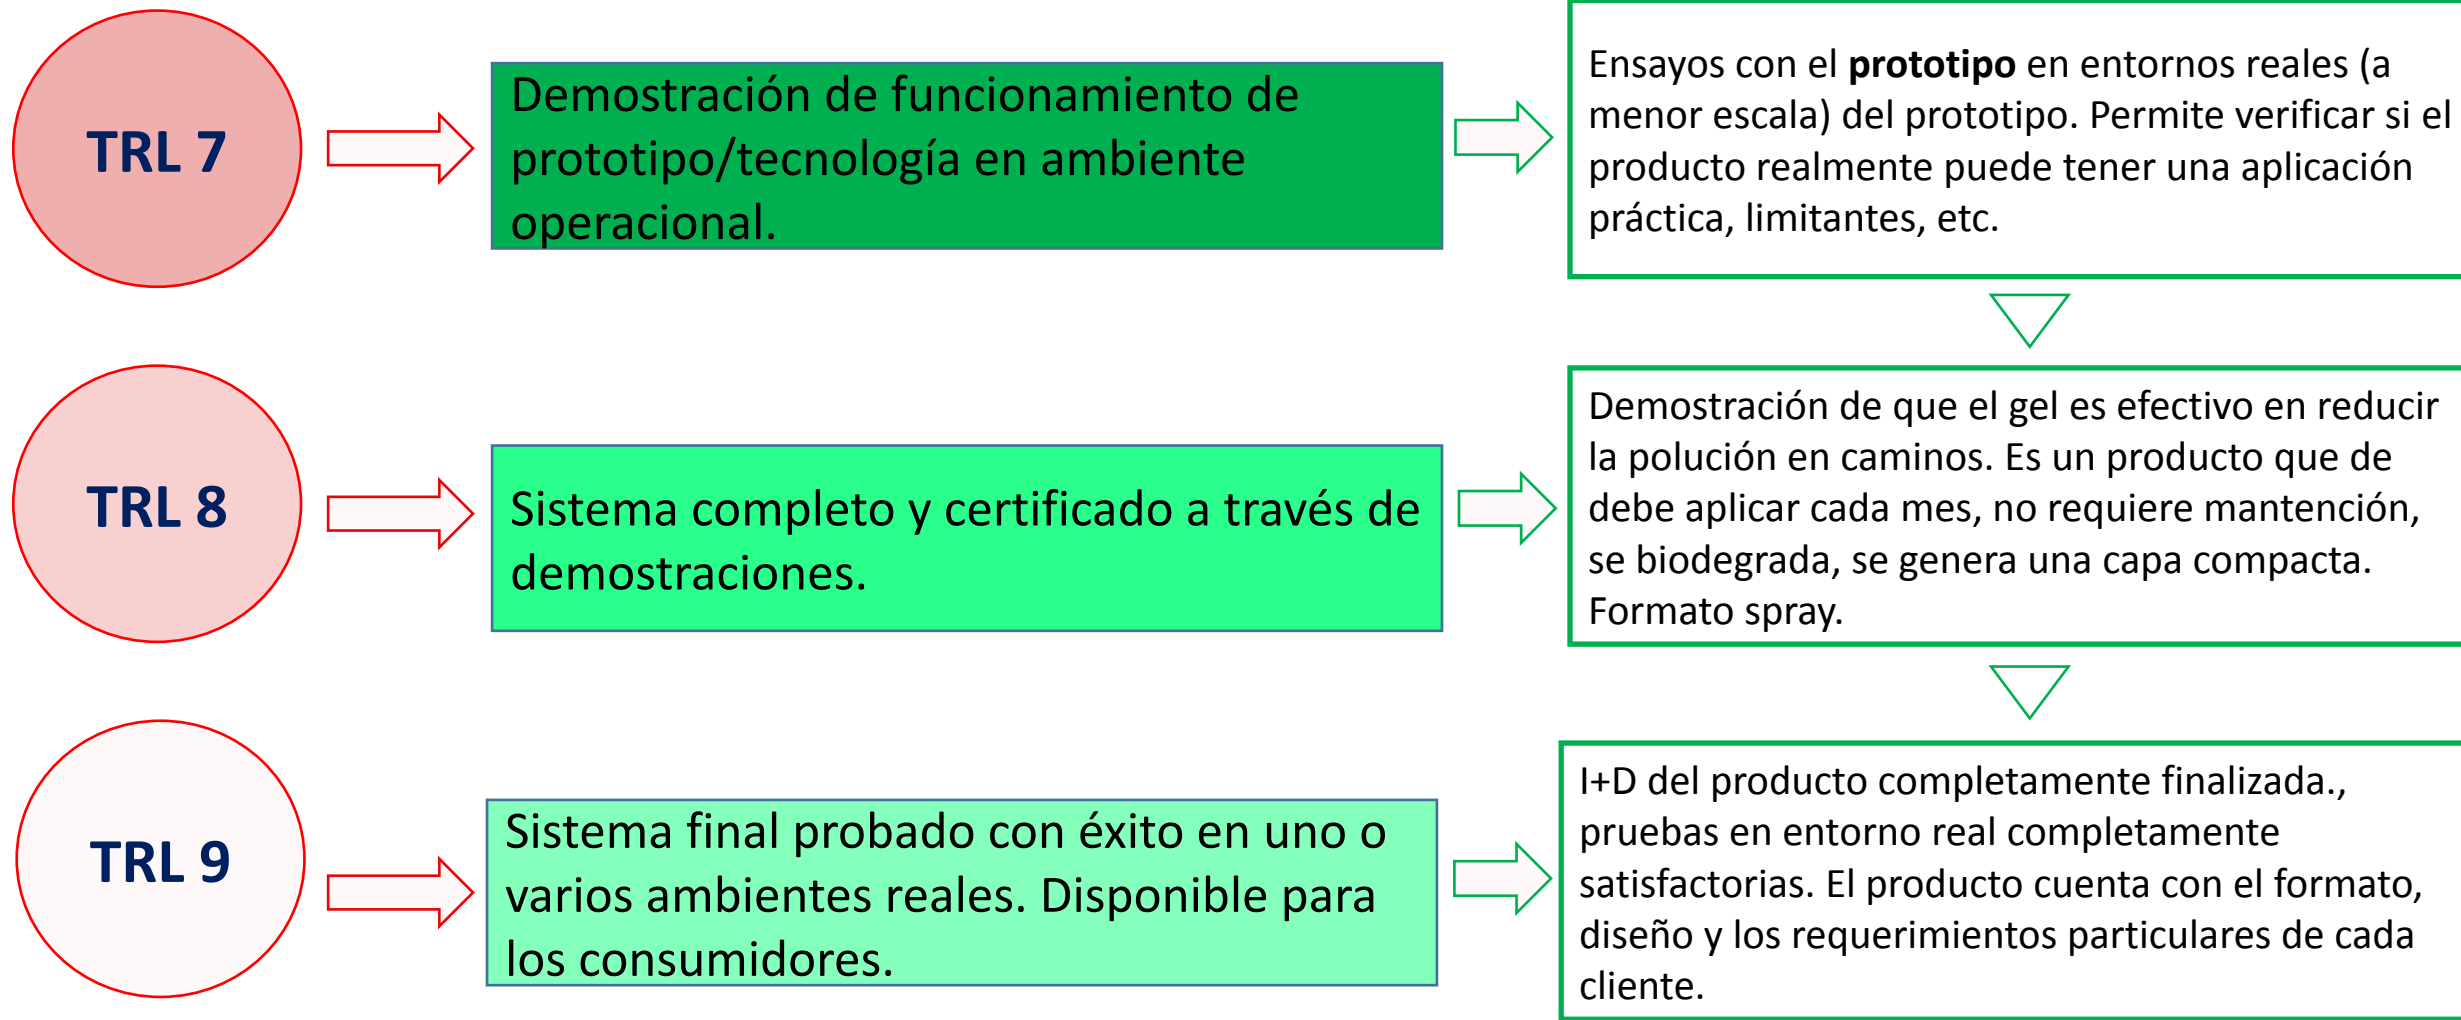 TRL 7
Demostración de funcionamiento de
prototipo/tecnología en ambiente
operacional.
Ensayos con el prototipo en entornos reales (a
menor escala) del prototipo. Permite verificar si el
producto realmente puede tener una aplicación
práctica, limitantes, etc.
TRL 8
Sistema completo y certificado a través de
demostraciones.
Demostración de que el gel es efectivo en reducir
la polución en caminos. Es un producto que de
debe aplicar cada mes, no requiere mantención,
se biodegrada, se genera una capa compacta.
Formato spray.
TRL 9
Sistema final probado con éxito en uno o
varios ambientes reales. Disponible para
los consumidores.
I+D del producto completamente finalizada.,
pruebas en entorno real completamente
satisfactorias. El producto cuenta con el formato,
diseño y los requerimientos particulares de cada
cliente.